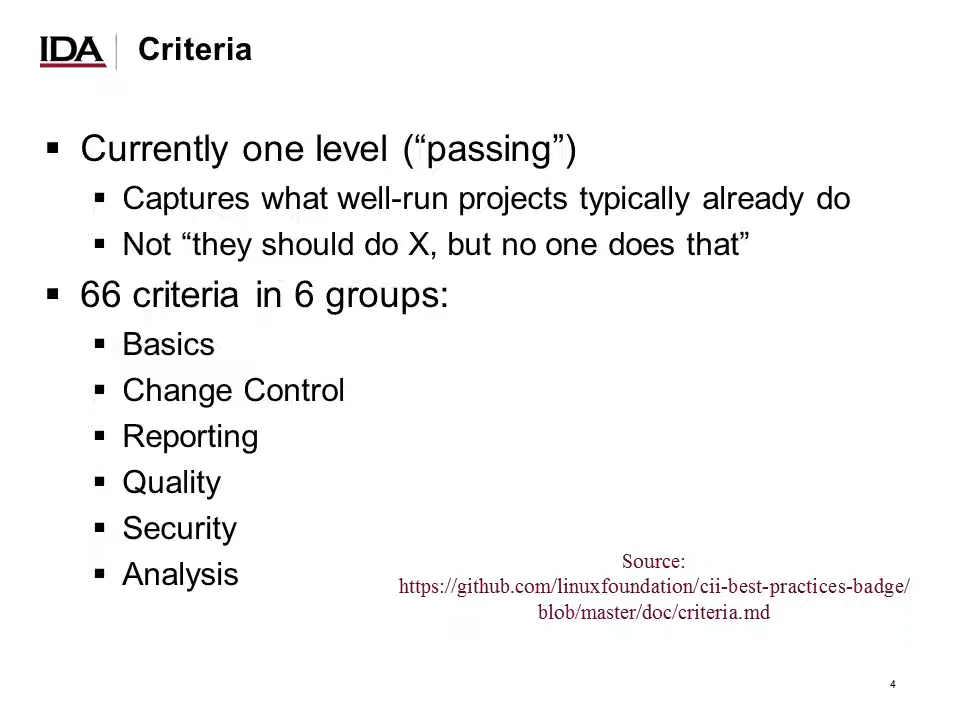 IDA
Criteria
▪ Currently one level (“passing”)
▪ Captures what well-run projects typically already do
▪ Not “they should do X, but no one does that”
▪ 66 criteria in 6 groups:
▪ Basics
▪ Change Control
▪ Reporting
▪ Quality
▪ Security
▪ Analysis
Source:
https://github.com/linuxfoundation/cii-best-practices-badge/
blob/master/doc/criteria.md
4